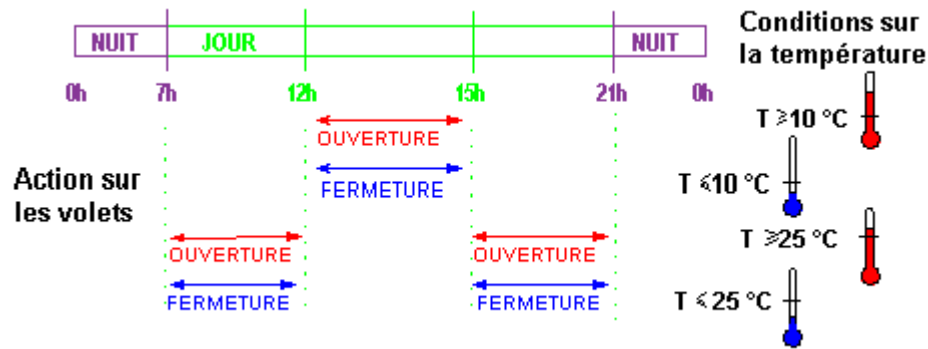 Conditions sur
la température
NUIT JOUR NUIT
0h 7h 12h 15h 21h 0h
T ⩾10 °C
OUVERTURE
T ⩽10 °C
Action sur
les volets
FERMETURE
T ⩾25 °C
OUVERTURE OUVERTURE
FERMETURE FERMETURE
T ⩽25 °C